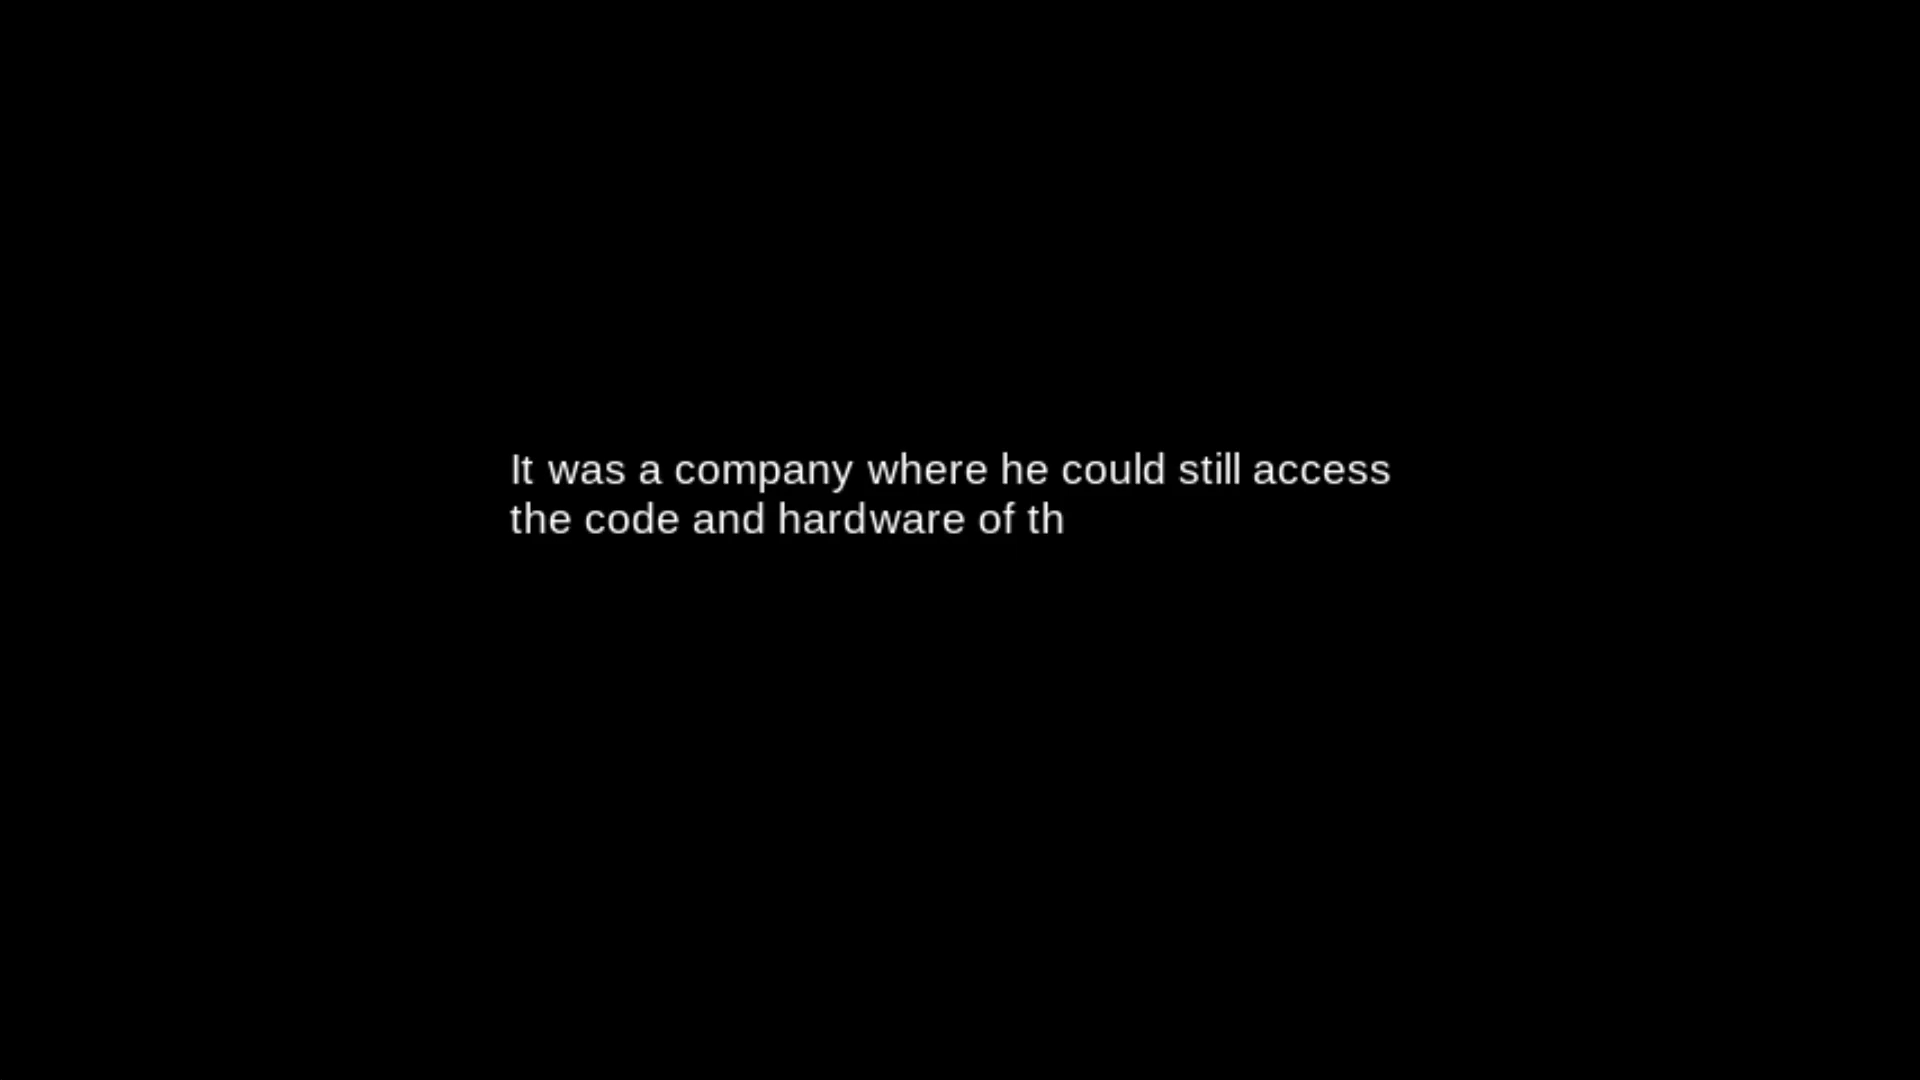 It was a company where he could still access
the code and hardware of th